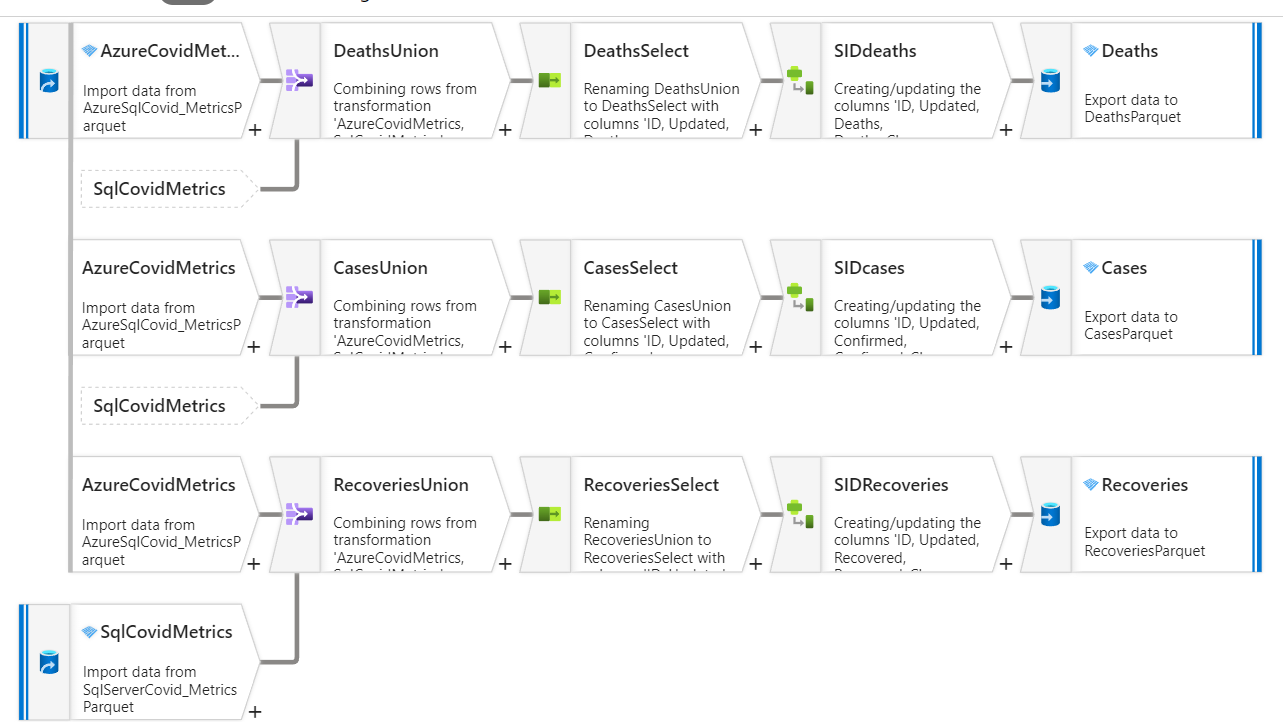 AzureCovidMet...
Import data from
AzureSqlCovid_MetricsP
arquet
+
DeathsUnion
Combining rows from
transformation
'AzureCovidMetrics,
+
DeathsSelect
Renaming DeathsUnion
to DeathsSelect with
columns 'ID, Updated,
+
SIDdeaths
Creating/updating the
columns 'ID, Updated,
Deaths,
+
Deaths
Export data to
DeathsParquet
SqlCovidMetrics
AzureCovidMetrics
Import data from
AzureSqlCovid_MetricsP
arquet
+
CasesUnion
Combining rows from
transformation
'AzureCovidMetrics,
+
CasesSelect
Renaming CasesUnion
to CasesSelect with
columns 'ID, Updated,
+
SIDcases
Creating/updating the
columns 'ID, Updated,
Confirmed,
+
Cases
Export data to
CasesParquet
SqlCovidMetrics
AzureCovidMetrics
Import data from
AzureSqlCovid_MetricsP
arquet
+
RecoveriesUnion
Combining rows from
transformation
'AzureCovidMetrics,
+
RecoveriesSelect
Renaming
RecoveriesUnion to
RecoveriesSelect with
+
SIDRecoveries
Creating/updating the
columns 'ID, Updated,
Recovered,
+
Recoveries
Export data to
RecoveriesParquet
SqlCovidMetrics
Import data from
SqlServerCovid_Metrics
Parquet
+